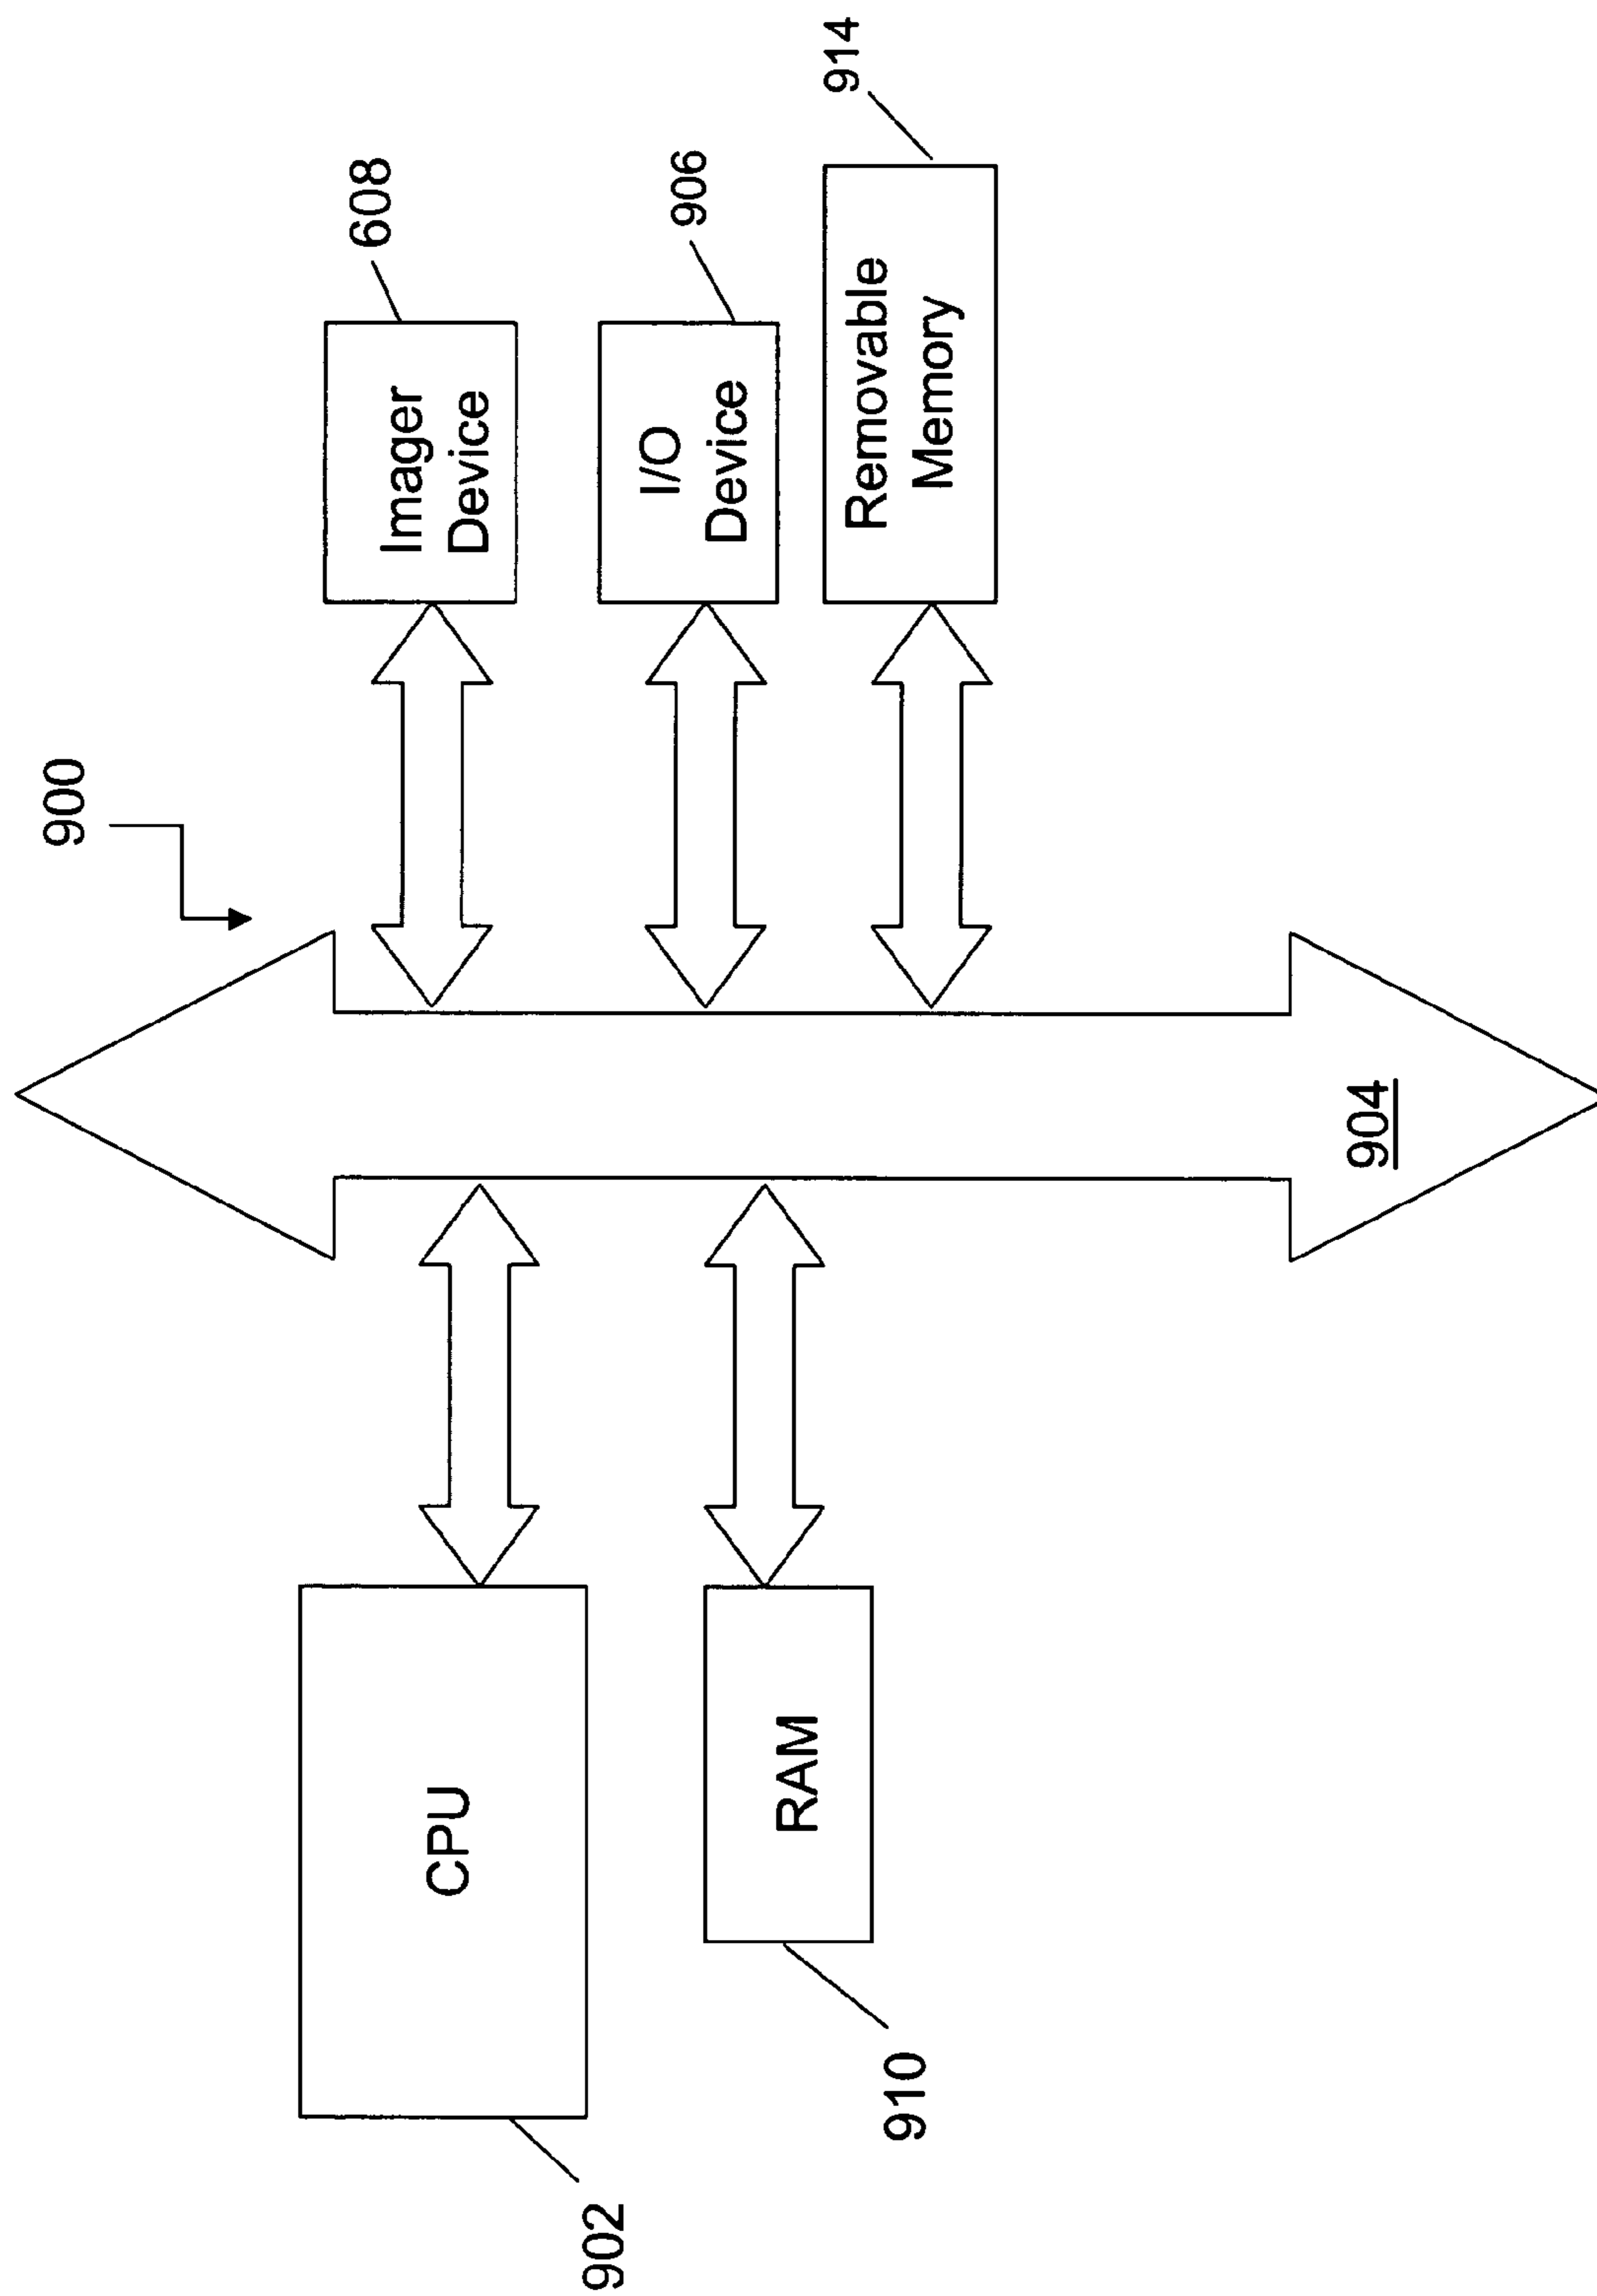 900
608
CPU
Imager
Device
902
906
I/O
Device
RAM
910
914
Removable
Memory
904